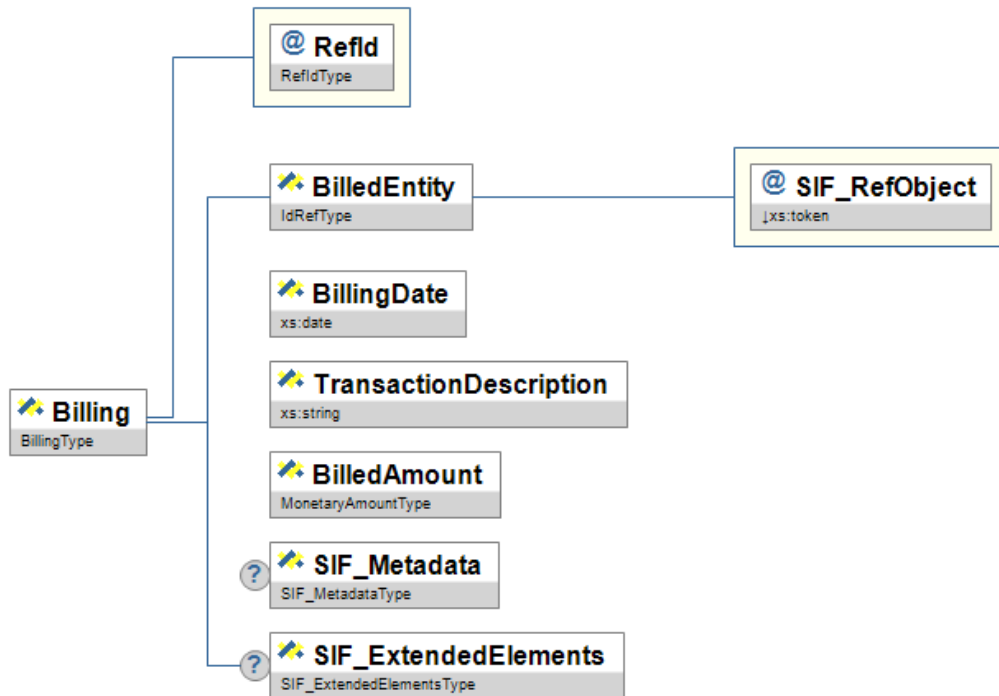 @ RefId
RefIdType
BilledEntity
IdRefType
@ SIF_RefObject
↓xs:token
BillingDate
xs:date
TransactionDescription
xs:string
Billing
BillingType
BilledAmount
MonetaryAmountType
? SIF_Metadata
SIF_MetadataType
? SIF_ExtendedElements
SIF_ExtendedElementsType